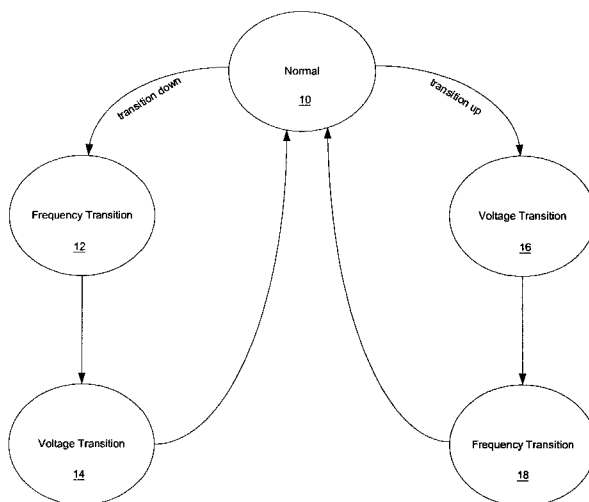 Normal
10
transition down
transition up
Frequency Transition
12
Voltage Transition
16
Voltage Transition
14
Frequency Transition
18